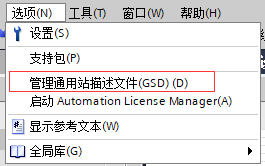 选项(N) 工具(T) 窗口(W) 帮助(H)
设置(S)
支持包(P)
管理通用站描述文件(GSD) (D)
启动 Automation License Manager(A)
显示参考文本(W)
全局库(G)